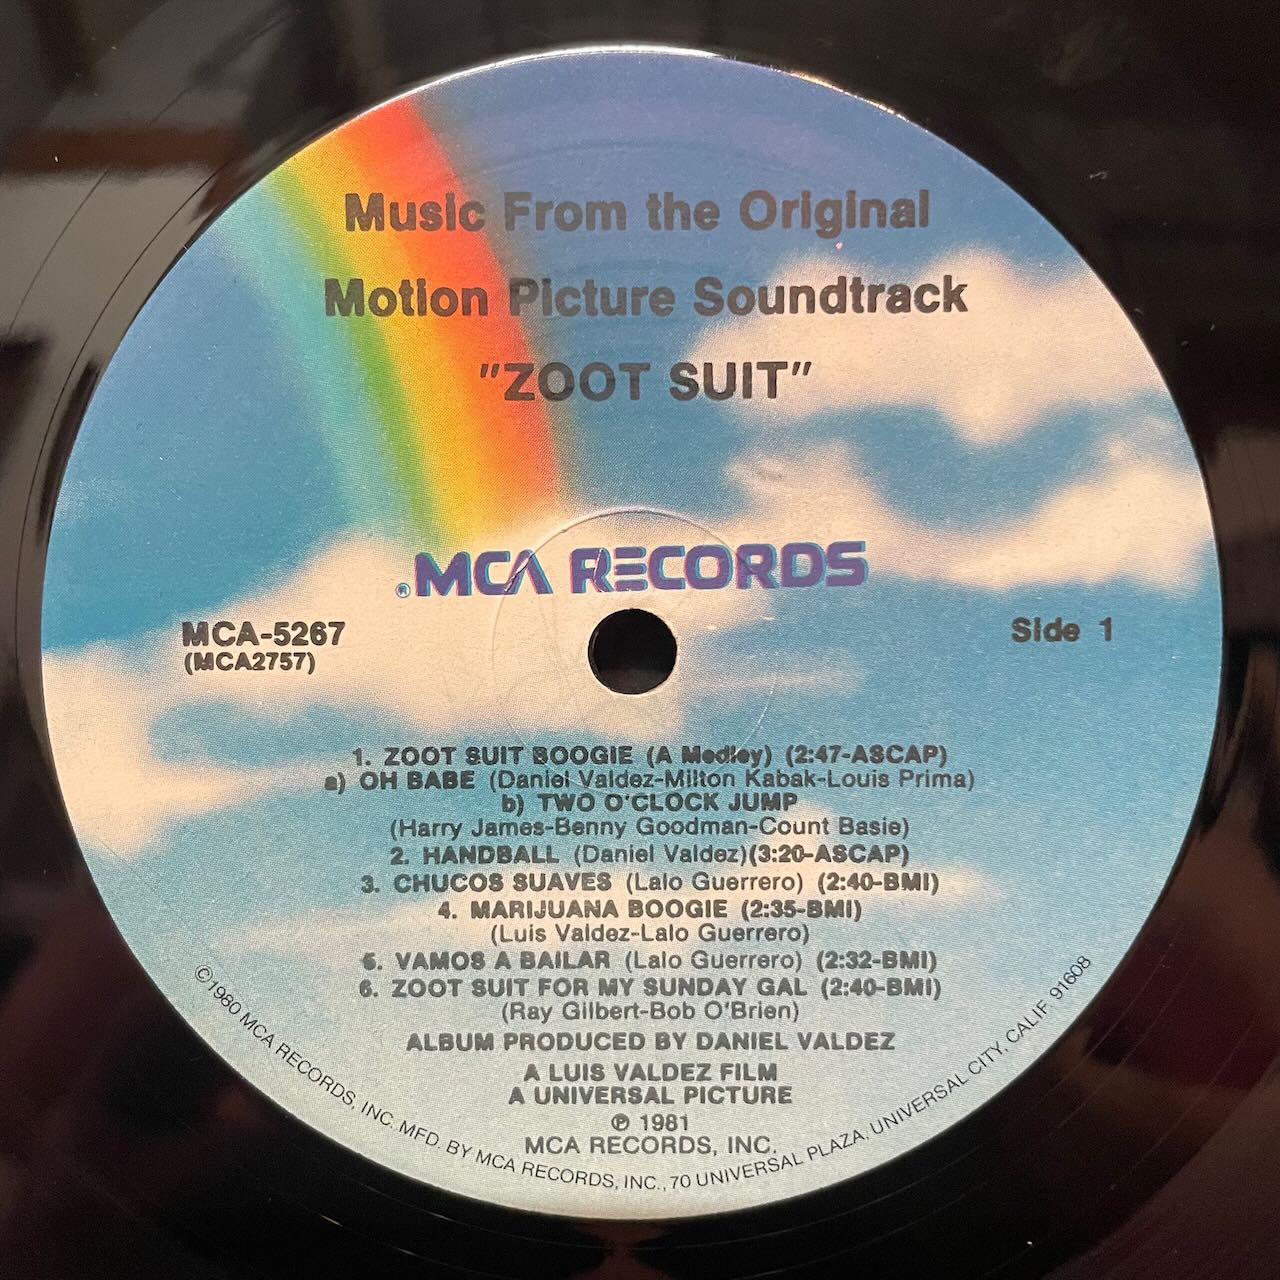 Music From the Original
Motion Picture Soundtrack
"ZOOT SUIT"
®MCA RECORDS
MCA-5267
(MCA2757)
Side 1
1. ZOOT SUIT BOOGIE (A Medley) (2:47-ASCAP)
a) OH BABE (Daniel Valdez-Milton Kabak-Louis Prima)
b) TWO O'CLOCK JUMP
(Harry James-Benny Goodman-Count Basie)
2. HANDBALL (Daniel Valdez)(3:20-ASCAP)
3. CHUCOS SUAVES (Lalo Guerrero) (2:40-BMI)
4. MARIJUANA BOOGIE (2:35-BMI)
(Luis Valdez-Lalo Guerrero)
5. VAMOS A BAILAR (Lalo Guerrero) (2:32-BMI)
6. ZOOT SUIT FOR MY SUNDAY GAL (2:40-BMI)
(Ray Gilbert-Bob O'Brien)
ALBUM PRODUCED BY DANIEL VALDEZ
A LUIS VALDEZ FILM
A UNIVERSAL PICTURE
℗ 1981
MCA RECORDS, INC.
©1980 MCA RECORDS, INC. MFD. BY MCA RECORDS, INC., 70 UNIVERSAL PLAZA, UNIVERSAL CITY, CALIF. 91608